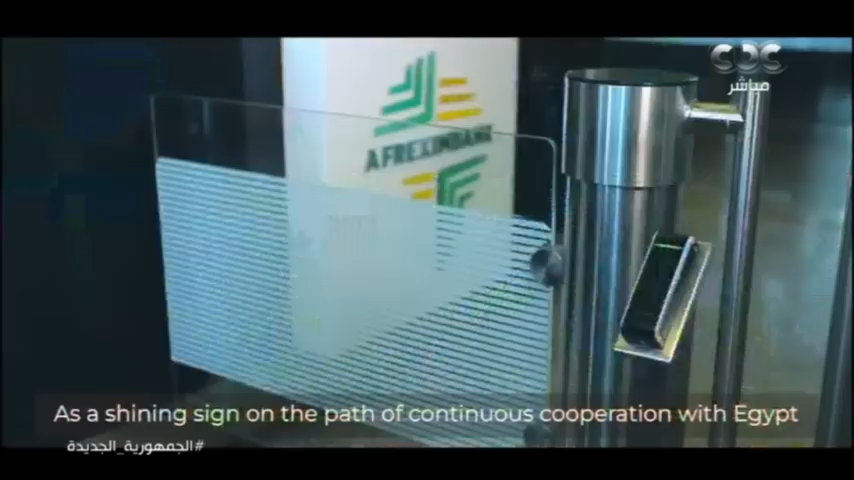 CBC
مباشر
AFREXIMBANK
As a shining sign on the path of continuous cooperation with Egypt
#الجمهورية_الجديدة